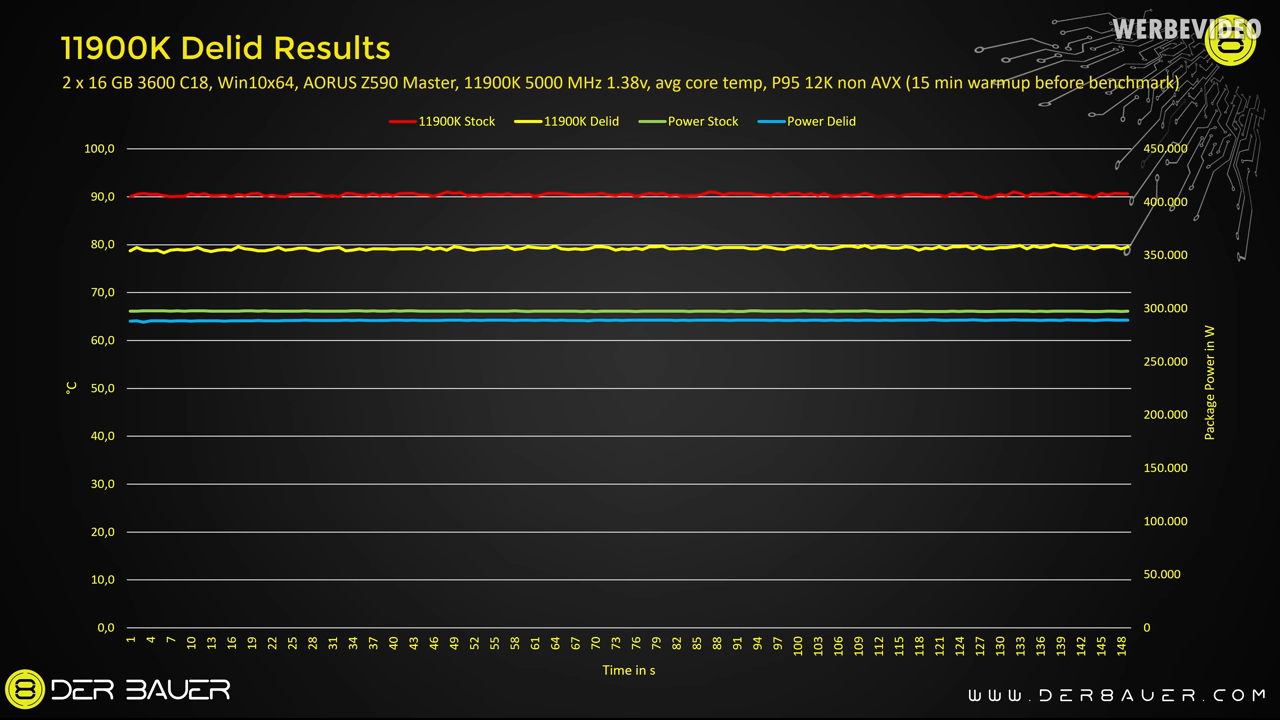 WERBEVIDEO
11900K Delid Results
2 x 16 GB 3600 C18, Win10x64, AORUS Z590 Master, 11900K 5000 MHz 1.38v, avg core temp, P95 12K non AVX (15 min warmup before benchmark)
11900K Stock 11900K Delid Power Stock Power Delid
100,0 450.000
90,0 400.000
80,0 350.000
70,0 300.000
60,0 250.000
50,0 200.000
40,0 150.000
30,0 100.000
20,0 50.000
10,0 0
0,0
°C
Package Power in W
1 4 7 10 13 16 19 22 25 28 31 34 37 40 43 46 49 52 55 58 61 64 67 70 73 76 79 82 85 88 91 94 97 100 103 106 109 112 115 118 121 124 127 130 133 136 139 142 145 148
Time in s
8 DER BAUER
WWW.DER8AUER.COM